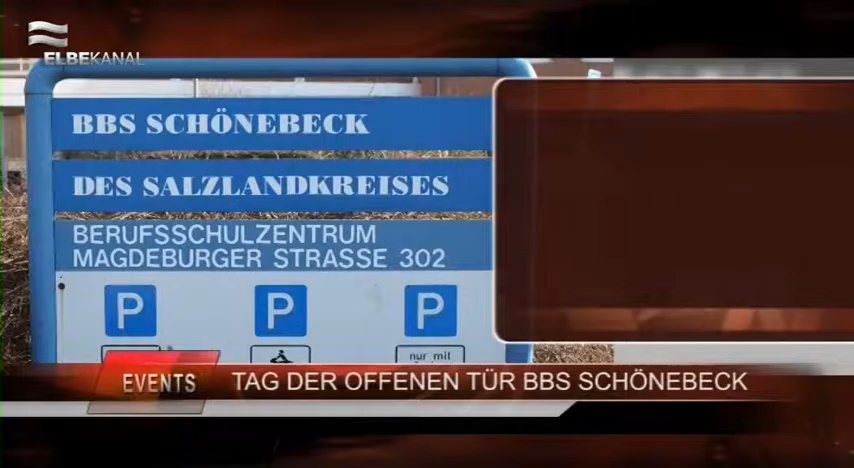 ELBEKANAL
BBS SCHÖNEBECK
DES SALZLANDKREISES
BERUFSSCHULZENTRUM
MAGDEBURGER STRASSE 302
P P P
nur mit
EVENTS TAG DER OFFENEN TÜR BBS SCHÖNEBECK